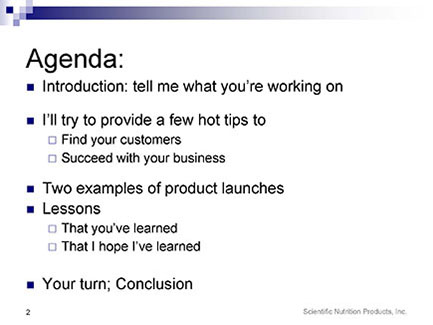 Agenda:
Introduction: tell me what you're working on
I'll try to provide a few hot tips to
Find your customers
Succeed with your business
Two examples of product launches
Lessons
That you've learned
That I hope I've learned
Your turn; Conclusion
2
Scientific Nutrition Products, Inc.